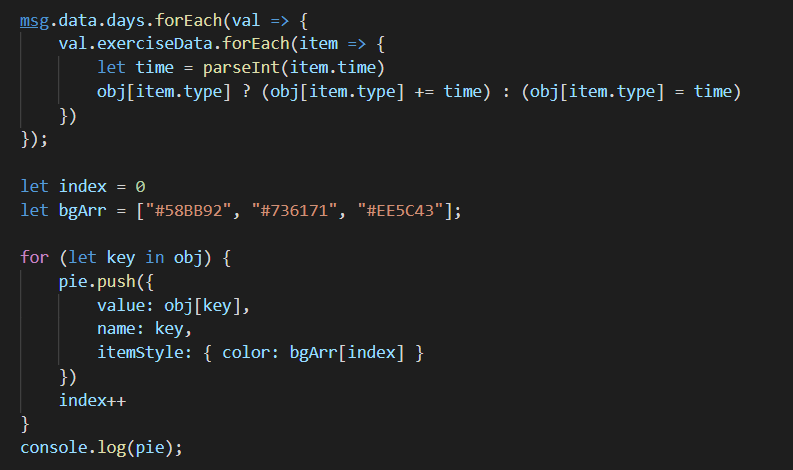 msg.data.days.forEach(val => {
    val.exerciseData.forEach(item => {
        let time = parseInt(item.time)
        obj[item.type] ? (obj[item.type] += time) : (obj[item.type] = time)
    })
});

let index = 0
let bgArr = ["#58BB92", "#736171", "#EE5C43"];

for (let key in obj) {
    pie.push({
        value: obj[key],
        name: key,
        itemStyle: { color: bgArr[index] }
    })
    index++
}
console.log(pie);